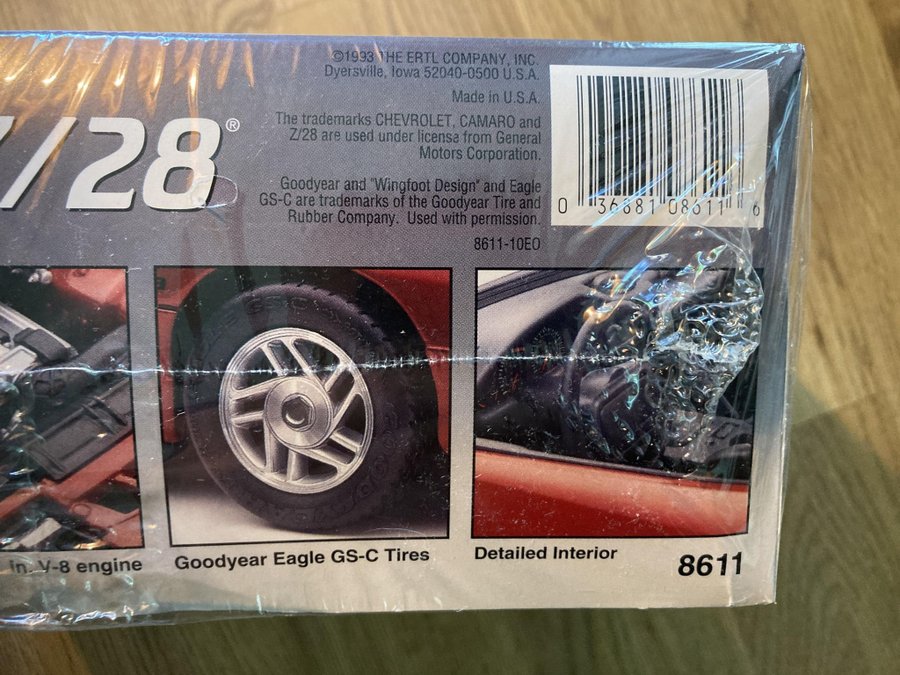 ©1993 THE ERTL COMPANY, INC.
Dyersville, Iowa 52040-0500 U.S.A.
Made in U.S.A.
The trademarks CHEVROLET, CAMARO and
Z/28 are used under license from General
Motors Corporation.
Goodyear and "Wingfoot Design" and Eagle
GS-C are trademarks of the Goodyear Tire and
Rubber Company. Used with permission.
8611-10EO
Z/28®
0 36881 08611 6
in. V-8 engine
Goodyear Eagle GS-C Tires
Detailed Interior
8611